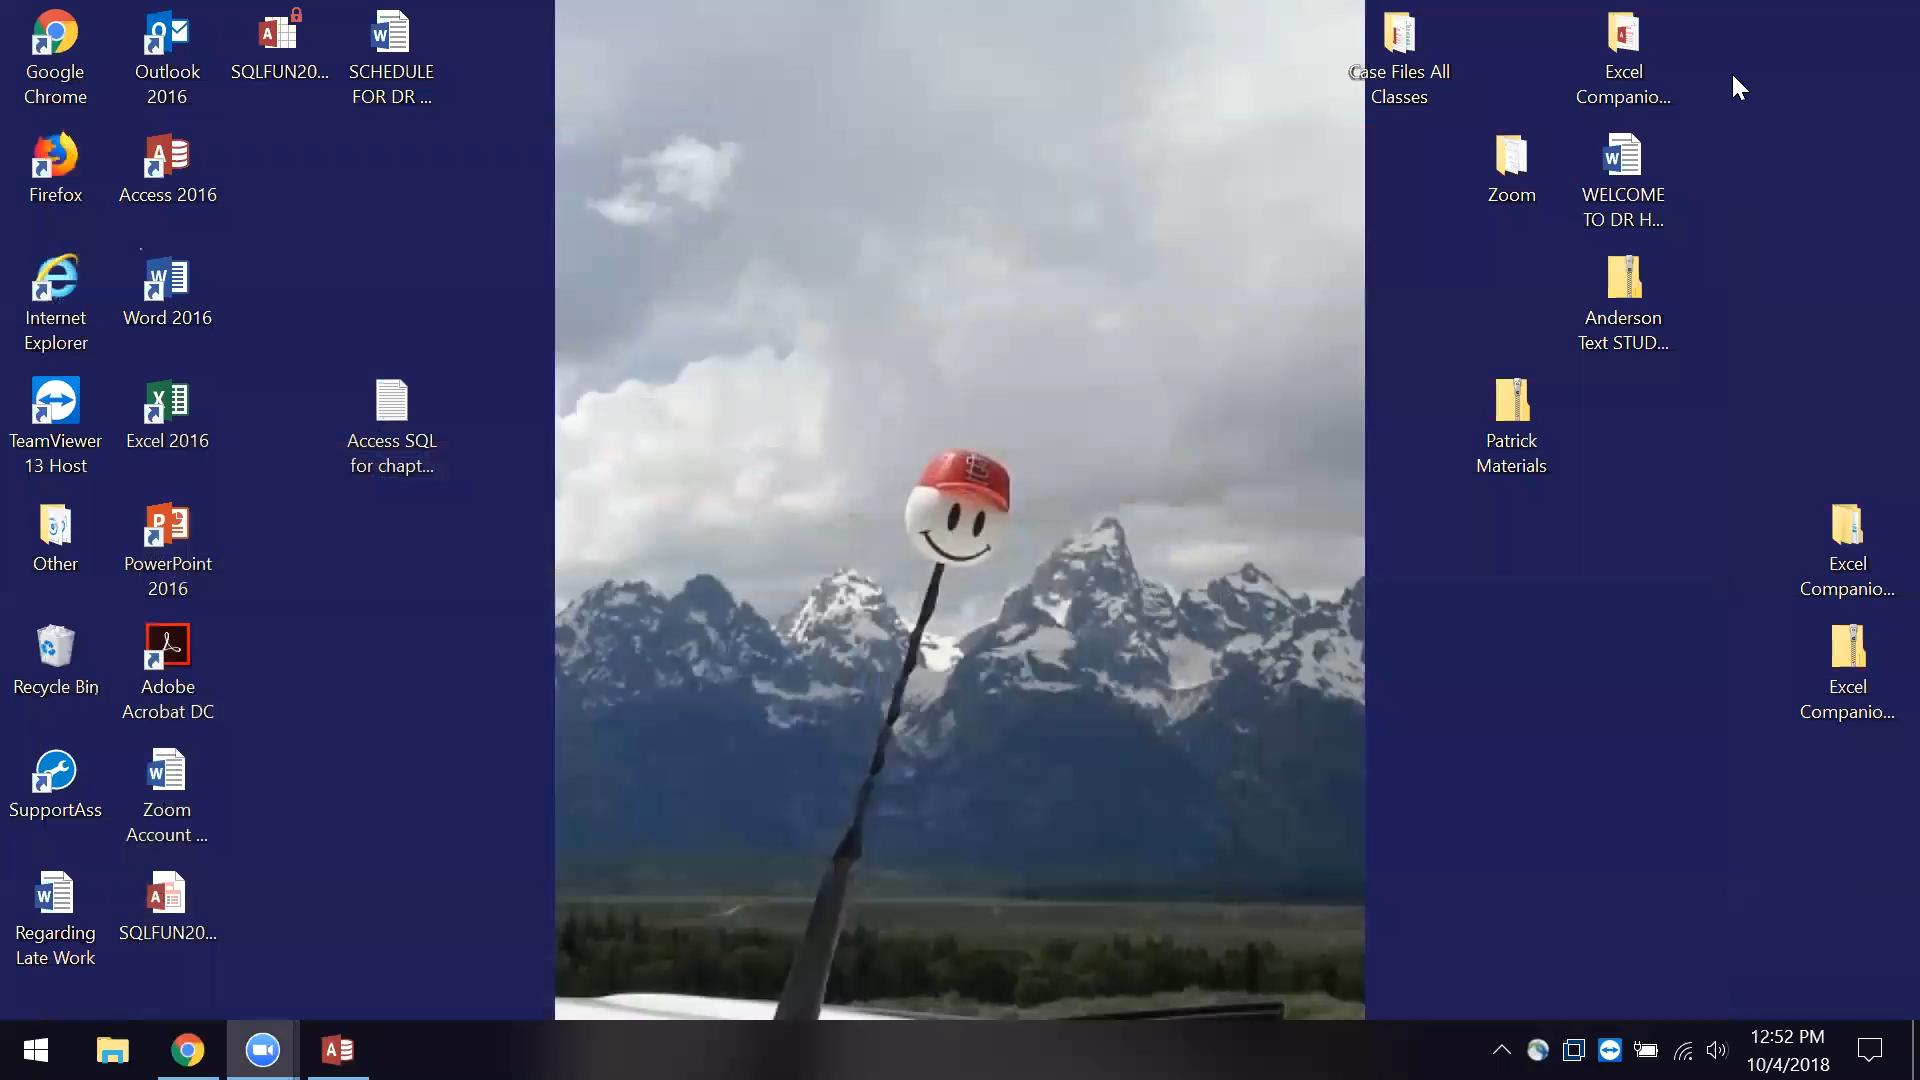 Google
Chrome
Outlook
2016
SQLFUN20...
SCHEDULE
FOR DR ...
Case Files All
Classes
Excel
Companio...
Firefox
Access 2016
Zoom
WELCOME
TO DR H...
Internet
Explorer
Word 2016
Anderson
Text STUD...
TeamViewer
13 Host
Excel 2016
Access SQL
for chapt...
Patrick
Materials
Other
PowerPoint
2016
Excel
Companio...
Recycle Bin
Adobe
Acrobat DC
Excel
Companio...
SupportAss
Zoom
Account ...
Regarding
Late Work
SQLFUN20...
12:52 PM
10/4/2018